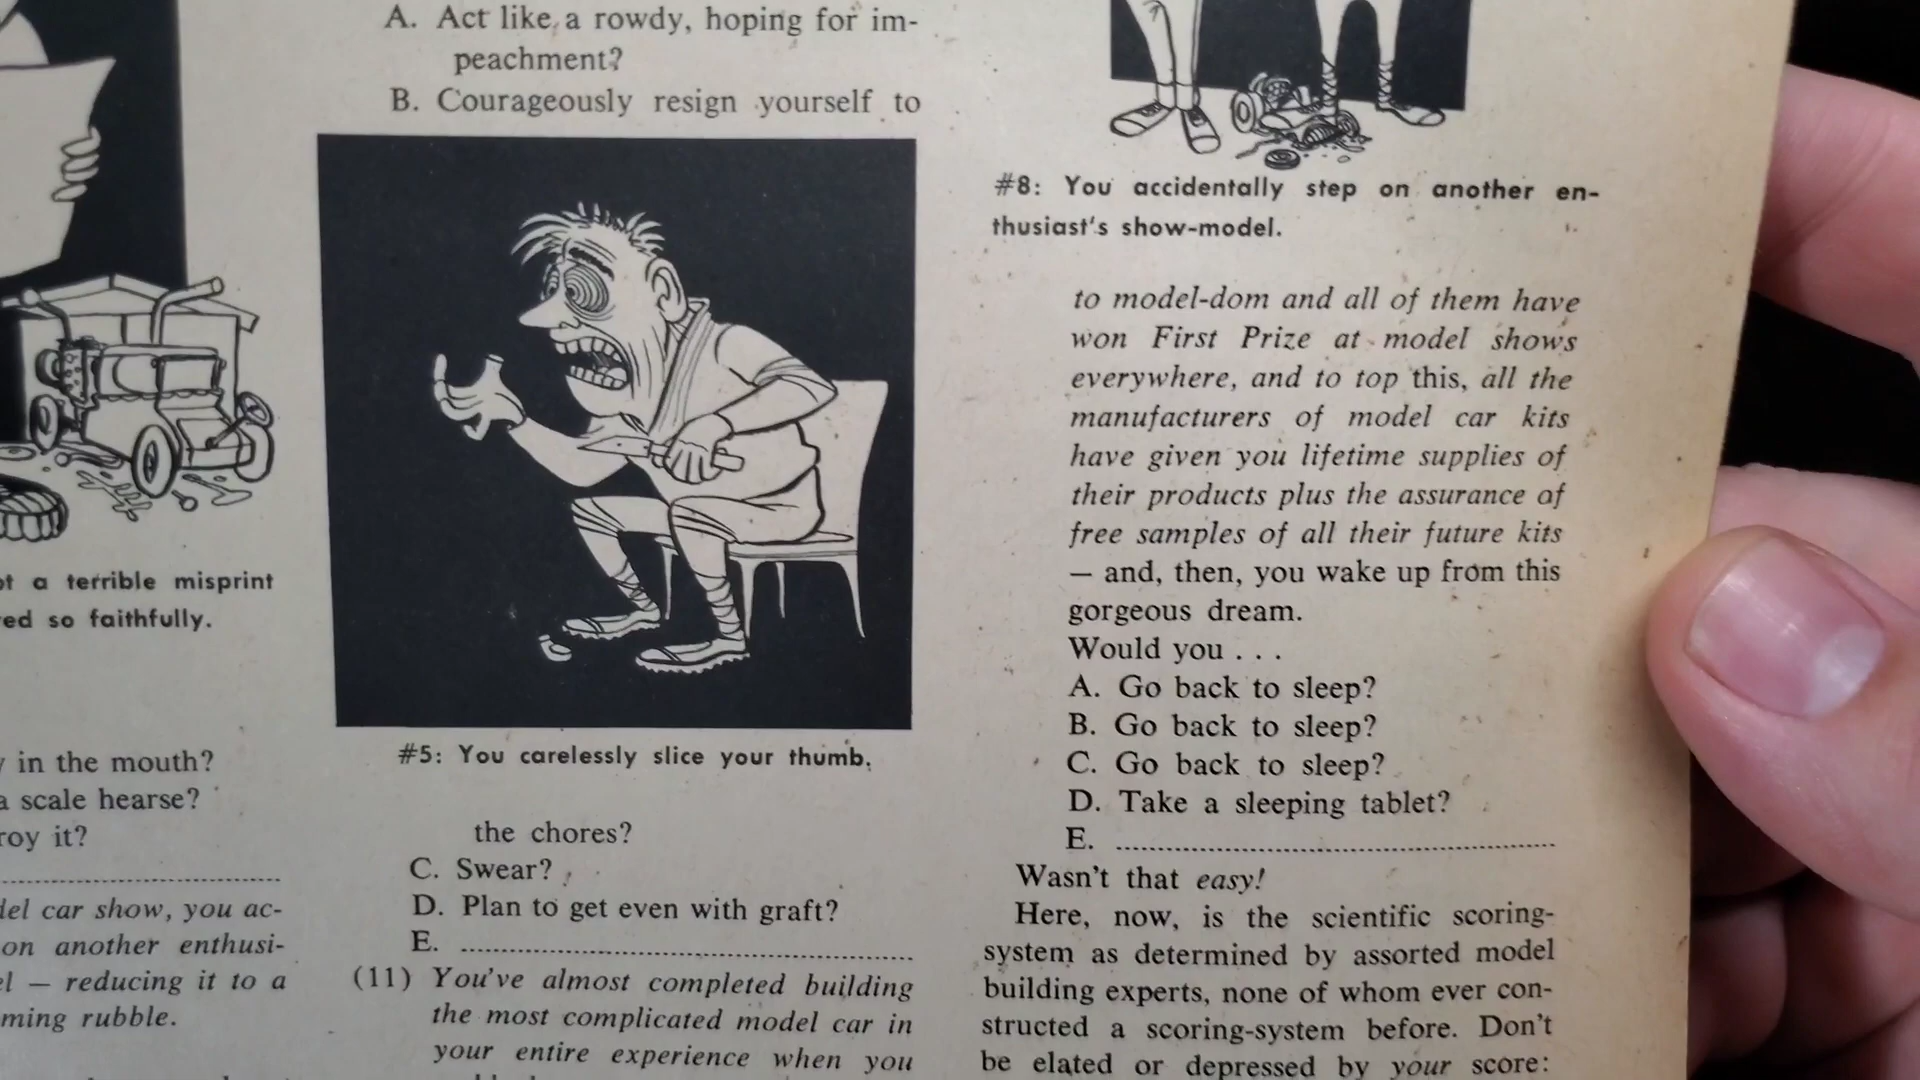 ot a terrible misprint
ed so faithfully.
in the mouth?
a scale hearse?
roy it?
del car show, you ac-
on another enthusi-
el — reducing it to a
ming rubble.
A. Act like a rowdy, hoping for im-
peachment?
B. Courageously resign yourself to
#5: You carelessly slice your thumb.
the chores?
C. Swear?
D. Plan to get even with graft?
E. ................................................
(11) You've almost completed building
the most complicated model car in
your entire experience when you
#8: You accidentally step on another en-
thusiast's show-model.
to model-dom and all of them have
won First Prize at model shows
everywhere, and to top this, all the
manufacturers of model car kits
have given you lifetime supplies of
their products plus the assurance of
free samples of all their future kits
— and, then, you wake up from this
gorgeous dream.
Would you . . .
A. Go back to sleep?
B. Go back to sleep?
C. Go back to sleep?
D. Take a sleeping tablet?
E. ................................................
Wasn't that easy!
Here, now, is the scientific scoring-
system as determined by assorted model
building experts, none of whom ever con-
structed a scoring-system before. Don't
be elated or depressed by your score: